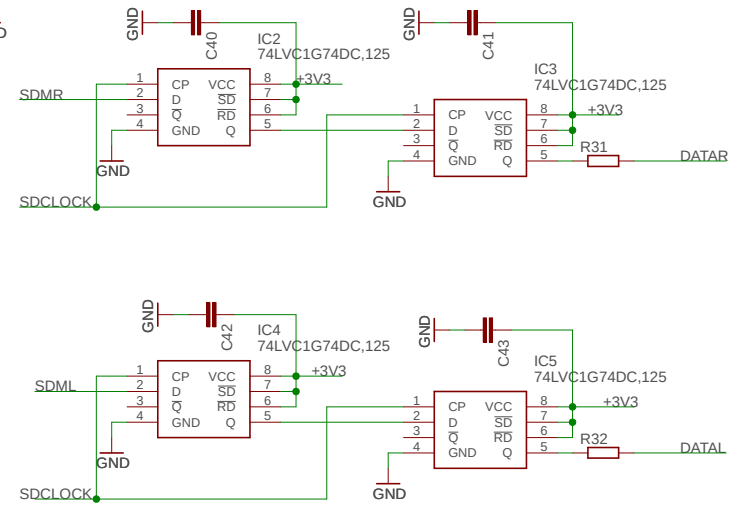 GND
C40
IC2
74LVC1G74DC,125
+3V3
SDMR
1 CP VCC 8
2 D SD 7
3 Q RD 6
4 GND Q 5
GND
SDCLOCK
GND
C41
IC3
74LVC1G74DC,125
+3V3
1 CP VCC 8
2 D SD 7
3 Q RD 6
4 GND Q 5
R31
DATAR
GND
GND
C42
IC4
74LVC1G74DC,125
+3V3
SDML
1 CP VCC 8
2 D SD 7
3 Q RD 6
4 GND Q 5
GND
SDCLOCK
GND
C43
IC5
74LVC1G74DC,125
+3V3
1 CP VCC 8
2 D SD 7
3 Q RD 6
4 GND Q 5
R32
DATAL
GND